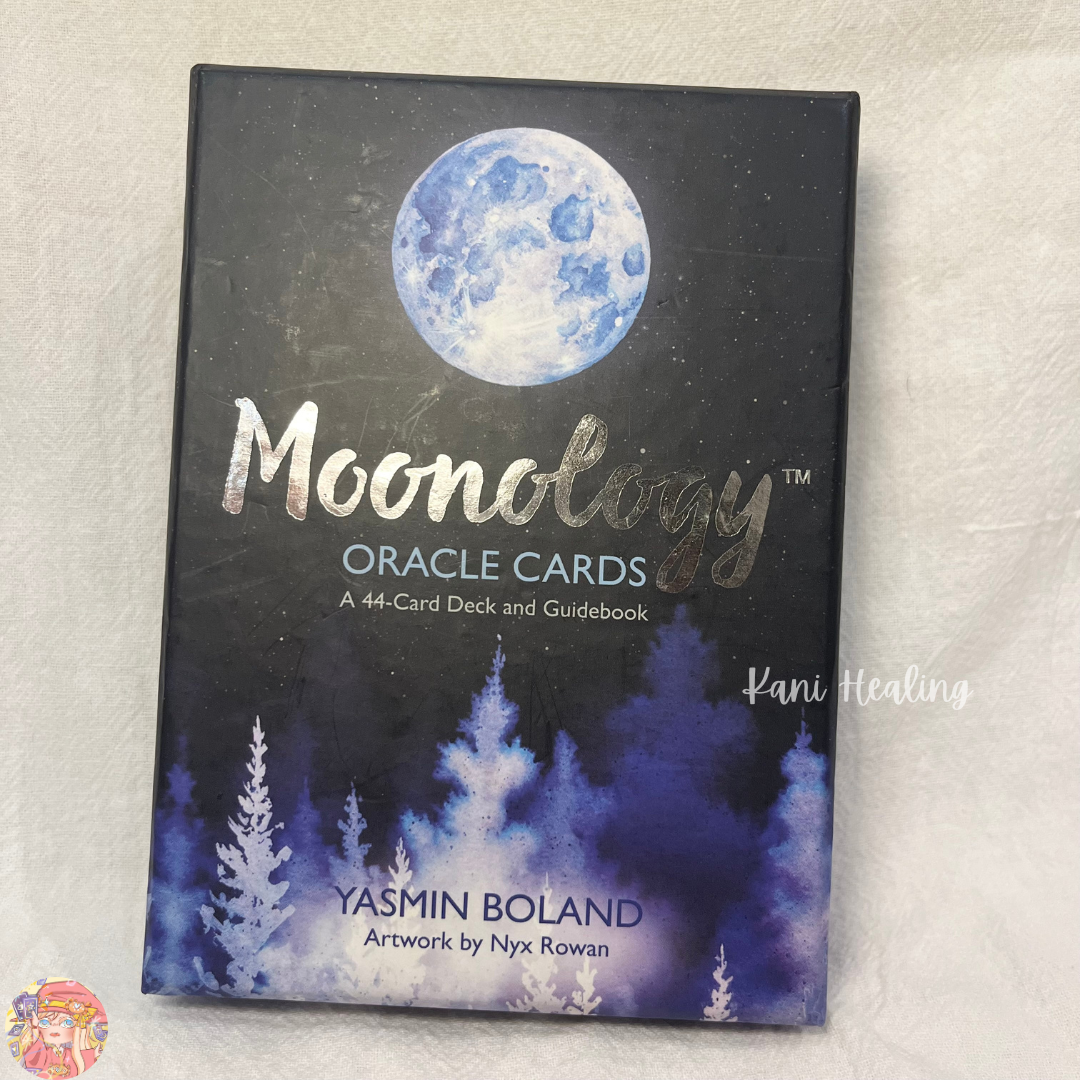 Moonology™
ORACLE CARDS
A 44-Card Deck and Guidebook
Kani Healing
YASMIN BOLAND
Artwork by Nyx Rowan